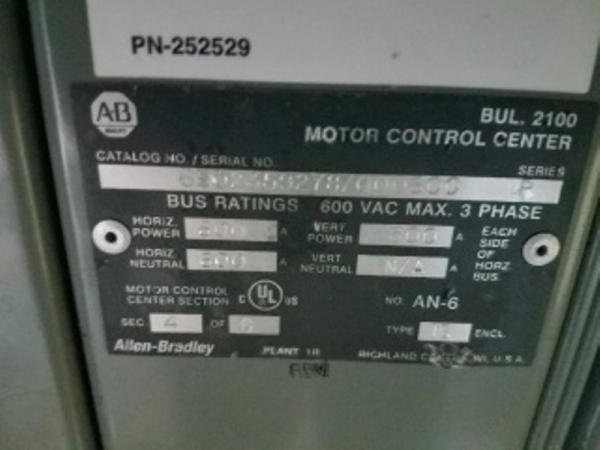 PN-252529
AB
BUL. 2100
MOTOR CONTROL CENTER
CATALOG NO. / SERIAL NO.
SERIES
BUS RATINGS 600 VAC MAX. 3 PHASE
HORIZ. POWER A VERT. POWER A EACH SIDE OF HORZ. BUS.
HORIZ. NEUTRAL A VERT NEUTRAL N/A A
MOTOR CONTROL CENTER SECTION C UL US NO. AN-6
SEC. 4 OF TYPE ENCL.
Allen-Bradley PLANT 1R RICHLAND WI, U.S.A.